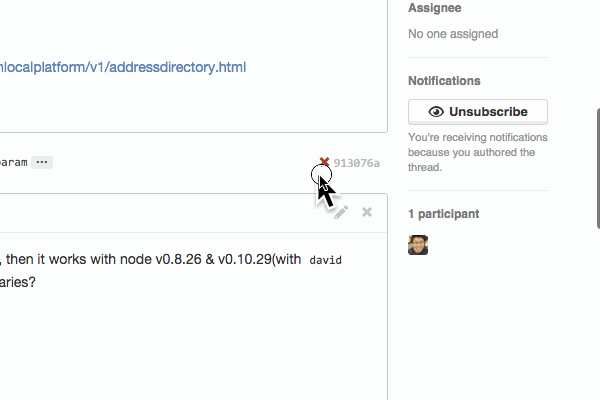 Assignee
No one assigned
nlocalplatform/v1/addressdirectory.html
Notifications
Unsubscribe
You're receiving notifications
because you authored the
thread.
param ...
913076a
1 participant
, then it works with node v0.8.26 & v0.10.29(with david
aries?